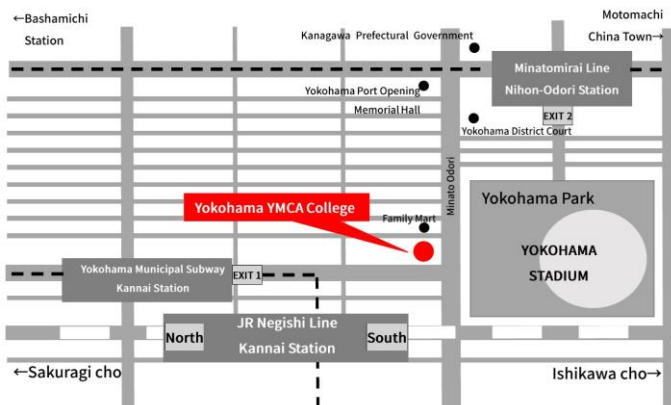 ←Bashamichi
Station
Motomachi
China Town→
Kanagawa Prefectural Government
Minatomirai Line
Nihon-Odori Station
Yokohama Port Opening
Memorial Hall
EXIT 2
Yokohama District Court
Minato Odori
Yokohama Park
Yokohama YMCA College
Family Mart
YOKOHAMA
STADIUM
Yokohama Municipal Subway
Kannai Station
EXIT 1
JR Negishi Line
Kannai Station
North
South
←Sakuragi cho
Ishikawa cho→